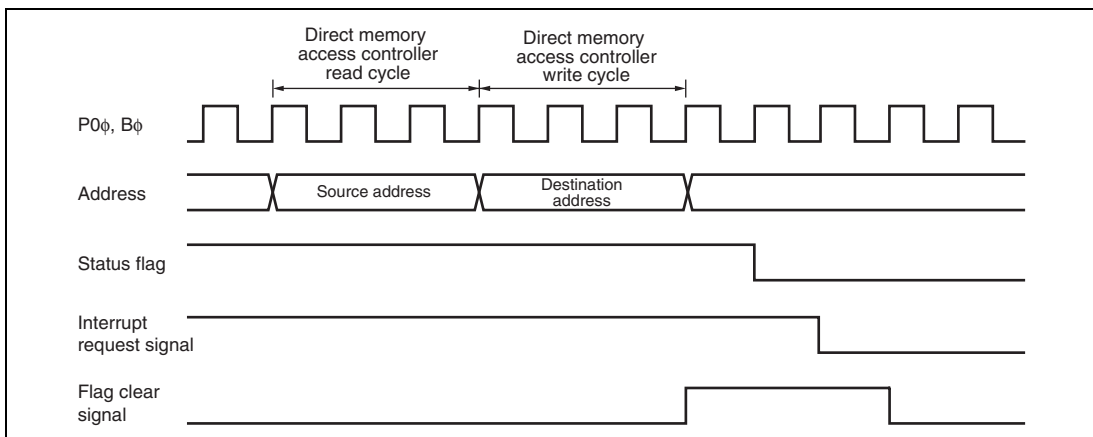 Direct memory
access controller
read cycle
Direct memory
access controller
write cycle
P0ϕ, Bϕ
Address
Source address
Destination
address
Status flag
Interrupt
request signal
Flag clear
signal